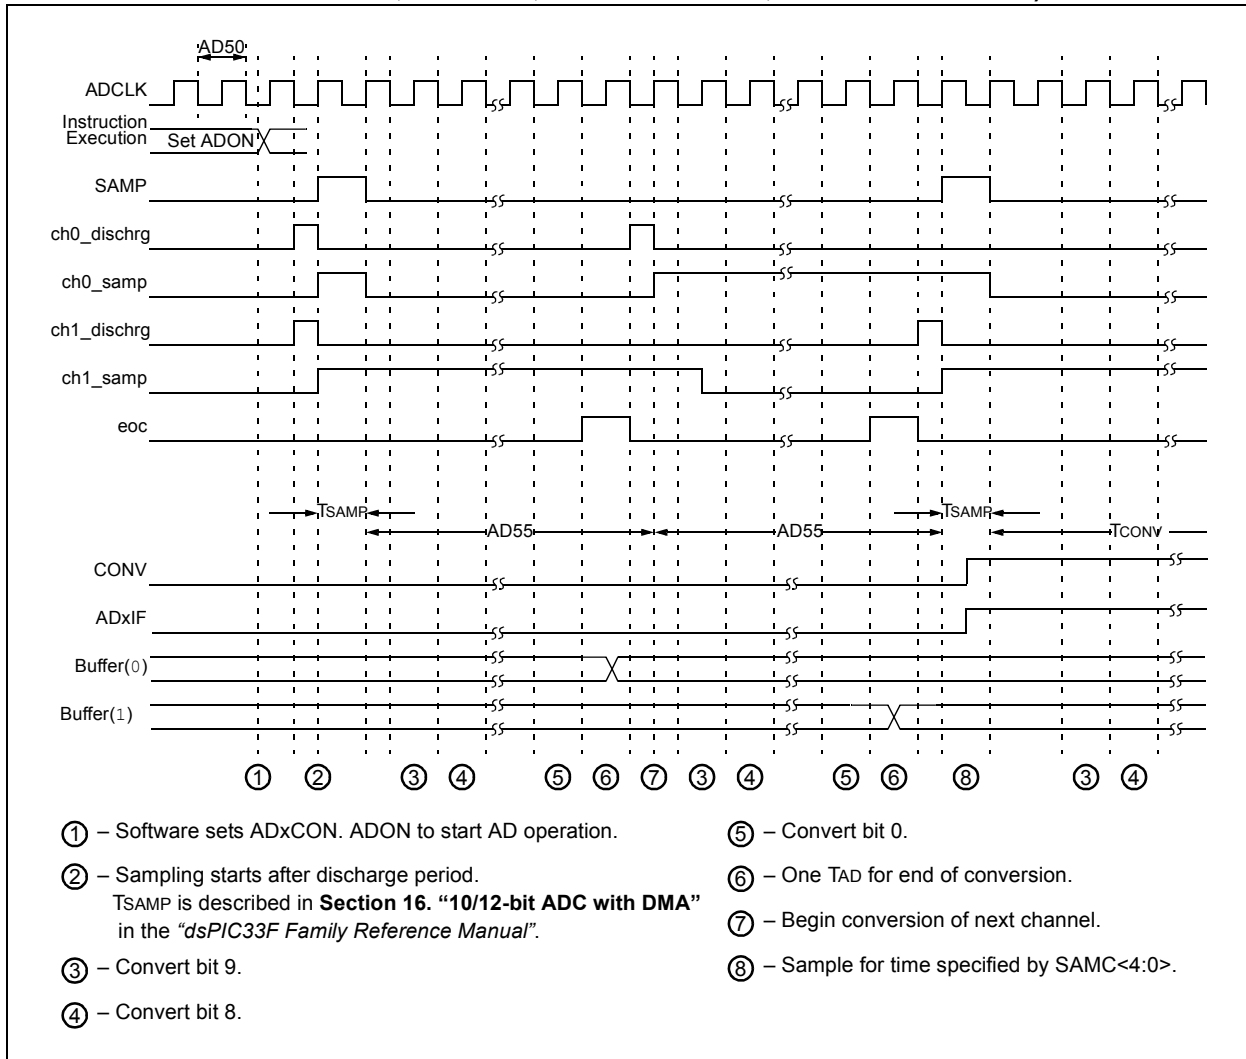 AD50
ADCLK
Instruction
Execution
Set ADON
SAMP
ch0_dischrg
ch0_samp
ch1_dischrg
ch1_samp
eoc
TSAMP
TSAMP
AD55
AD55
TCONV
CONV
ADxIF
Buffer(0)
Buffer(1)
1 2 3 4 5 6 7 3 4 5 6 8 3 4
1 – Software sets ADxCON. ADON to start AD operation.
2 – Sampling starts after discharge period.
TSAMP is described in Section 16. “10/12-bit ADC with DMA”
in the “dsPIC33F Family Reference Manual”.
3 – Convert bit 9.
4 – Convert bit 8.
5 – Convert bit 0.
6 – One TAD for end of conversion.
7 – Begin conversion of next channel.
8 – Sample for time specified by SAMC<4:0>.